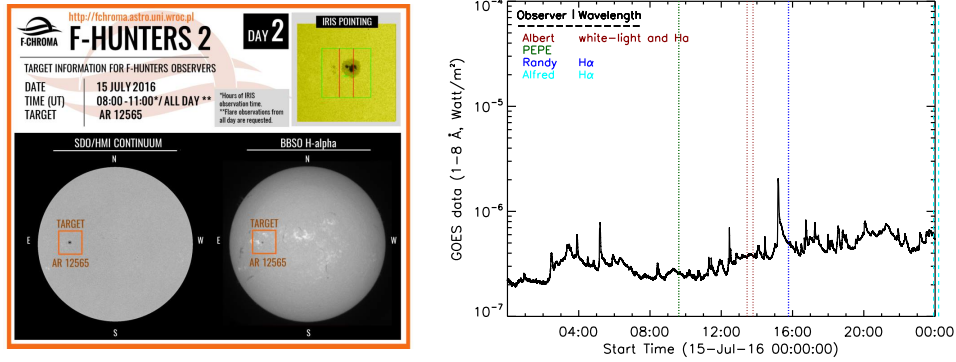 http://fchroma.astro.uni.wroc.pl
F-CHROMA
F-HUNTERS 2
DAY 2
IRIS POINTING
TARGET INFORMATION FOR F-HUNTERS OBSERVERS
DATE 15 JULY 2016
TIME (UT) 08:00 -11:00*/ ALL DAY **
TARGET AR 12565
*Hours of IRIS
observation time.
**Flare observations from
all day are requested.
SDO/HMI CONTINUUM
BBSO H-alpha
N
N
TARGET
TARGET
E
W
E
W
AR 12565
AR 12565
S
S
Observer | Wavelength
Albert white-light and Hα
PEPE
Randy Hα
Alfred Hα
GOES data (1-8 Å, Watt/m²)
10⁻⁴
10⁻⁵
10⁻⁶
10⁻⁷
04:00 08:00 12:00 16:00 20:00 00:00
Start Time (15-Jul-16 00:00:00)